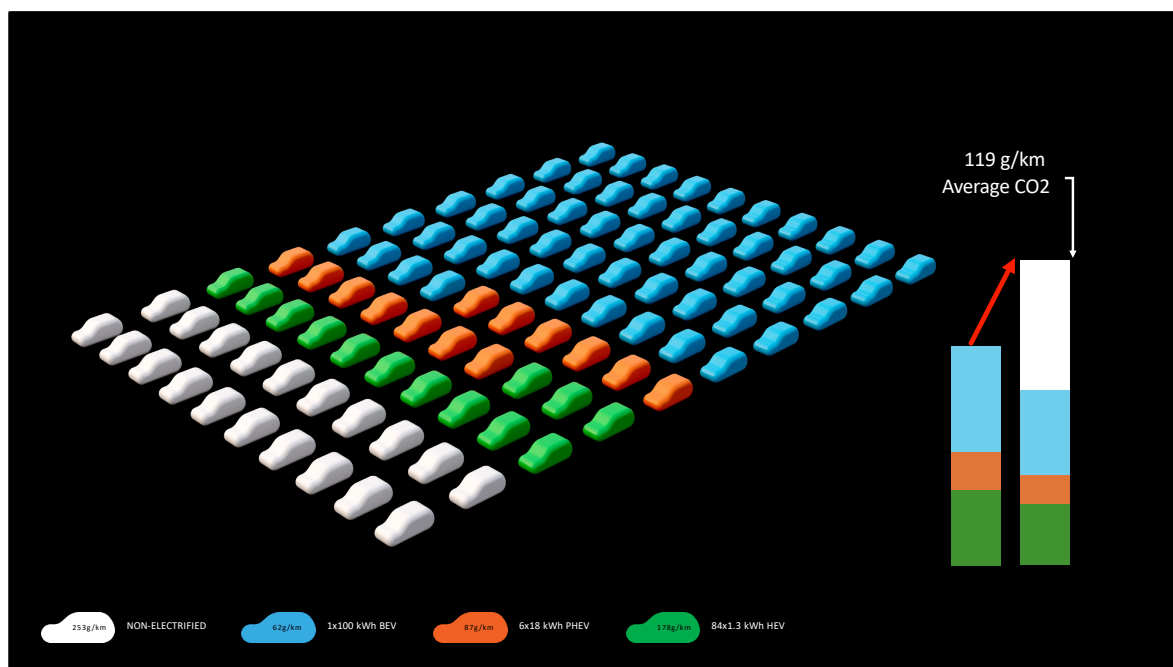 119 g/km
Average CO2
253g/km NON-ELECTRIFIED
62g/km 1x100 kWh BEV
87g/km 6x18 kWh PHEV
178g/km 84x1.3 kWh HEV